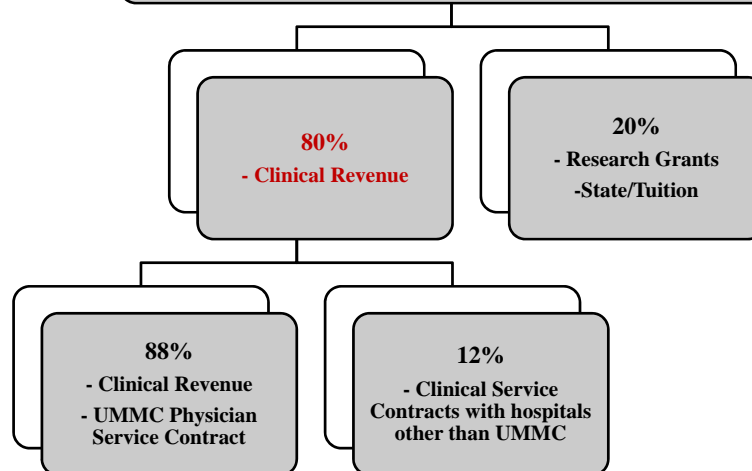 80%
- Clinical Revenue
20%
- Research Grants
-State/Tuition
88%
- Clinical Revenue
- UMMC Physician
Service Contract
12%
- Clinical Service
Contracts with hospitals
other than UMMC